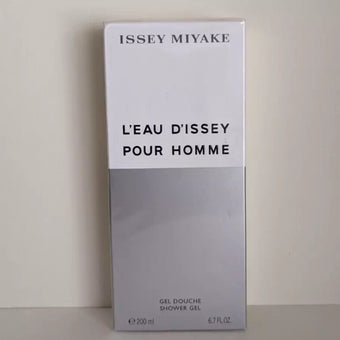 ISSEY MIYAKE
L'EAU D'ISSEY
POUR HOMME
GEL DOUCHE
SHOWER GEL
℮ 200 ml 6.7 FL.OZ.